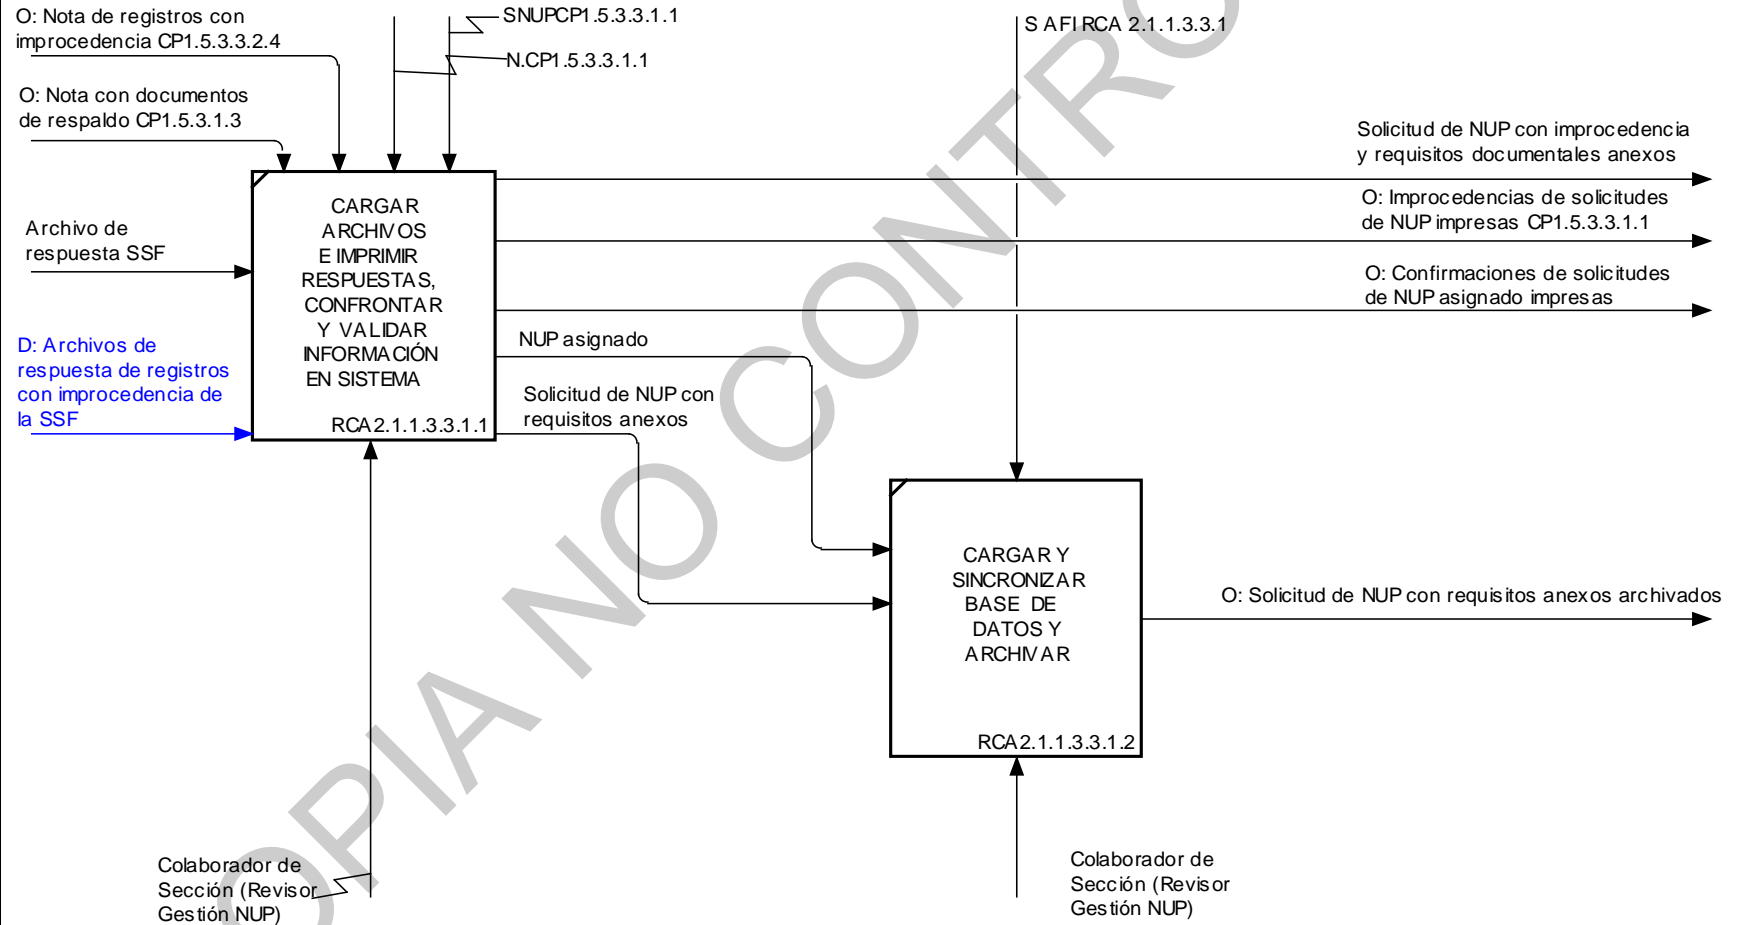 O: Nota de registros con
improcedencia CP1.5.3.3.2.4
SNUPCP1.5.3.3.1.1
N.CP1.5.3.3.1.1
SAFI RCA 2.1.1.3.3.1
O: Nota con documentos
de respaldo CP1.5.3.1.3
Archivo de
respuesta SSF
D: Archivos de
respuesta de registros
con improcedencia de
la SSF
CARGAR
ARCHIVOS
E IMPRIMIR
RESPUESTAS,
CONFRONTAR
Y VALIDAR
INFORMACIÓN
EN SISTEMA
RCA2.1.1.3.3.1.1
Solicitud de NUP con improcedencia
y requisitos documentales anexos
O: Improcedencias de solicitudes
de NUP impresas CP1.5.3.3.1.1
O: Confirmaciones de solicitudes
de NUP asignado impresas
NUP asignado
Solicitud de NUP con
requisitos anexos
CARGAR Y
SINCRONIZAR
BASE DE
DATOS Y
ARCHIVAR
RCA2.1.1.3.3.1.2
O: Solicitud de NUP con requisitos anexos archivados
Colaborador de
Sección (Revisor
Gestión NUP)
Colaborador de
Sección (Revisor
Gestión NUP)
OPIA NO CONTRO